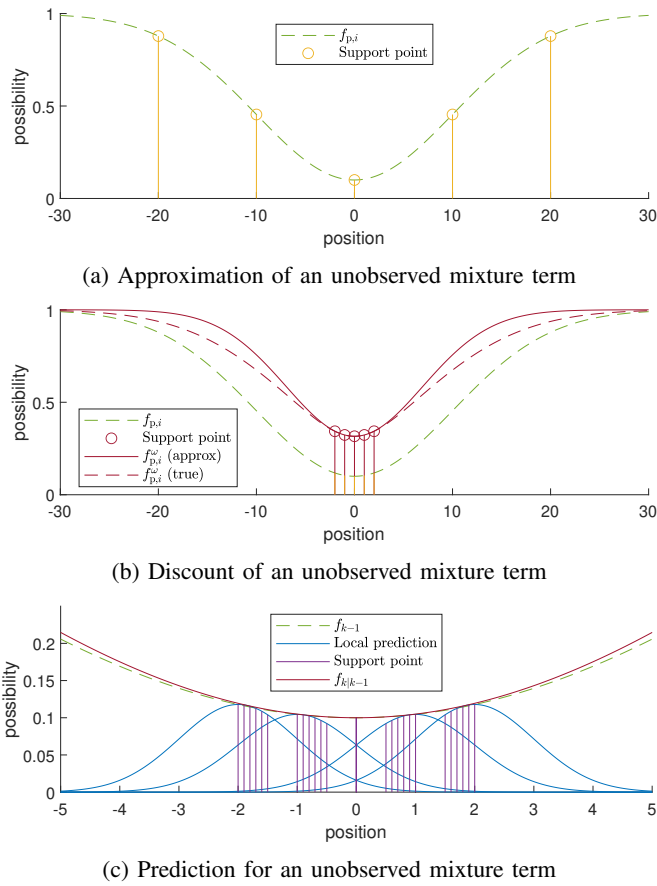 1
0.5
0
possibility
f_{p,i}
Support point
-30 -20 -10 0 10 20 30
position
(a) Approximation of an unobserved mixture term
1
0.5
0
possibility
f_{p,i}
Support point
f^ω_{p,i} (approx)
f^ω_{p,i} (true)
-30 -20 -10 0 10 20 30
position
(b) Discount of an unobserved mixture term
0.2
0.15
0.1
0.05
0
possibility
f_{k-1}
Local prediction
Support point
f_{k|k-1}
-5 -4 -3 -2 -1 0 1 2 3 4 5
position
(c) Prediction for an unobserved mixture term